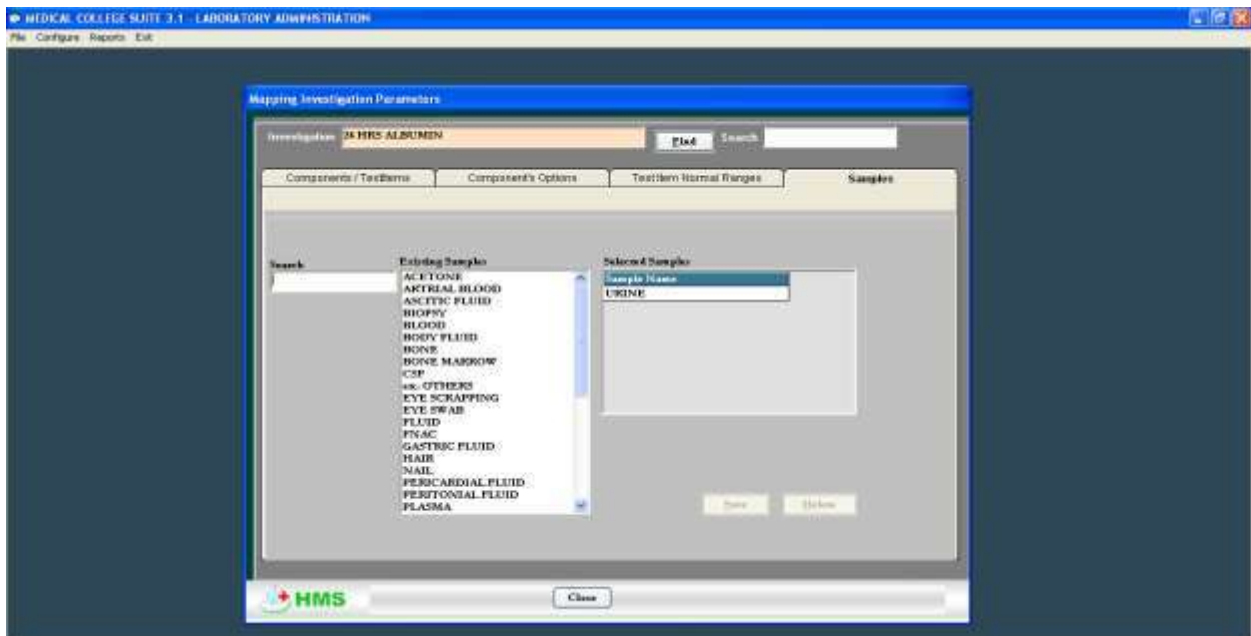 MEDICAL COLLEGE SUITE 3.1 - LABORATORY ADMINISTRATION
File Configure Reports Exit
Mapping Investigation Parameters
Investigation 24 HRS ALBUMIN Find Search
Components / TestItems Component's Options TestItem Normal Ranges Samples
Search Existing Samples Selected Samples
ACETONE Sample Name
ARTRIAL BLOOD URINE
ASCITIC FLUID
BIOPSY
BLOOD
BODY FLUID
BONE
BONE MARROW
CSF
OTHERS
EYE SCRAPPING
EYE SWAB
FLUID
FNAC
GASTRIC FLUID
HAIR
NAIL
PERICARDIAL FLUID
PERITONIAL FLUID
PLASMA
Save Delete
HMS Close